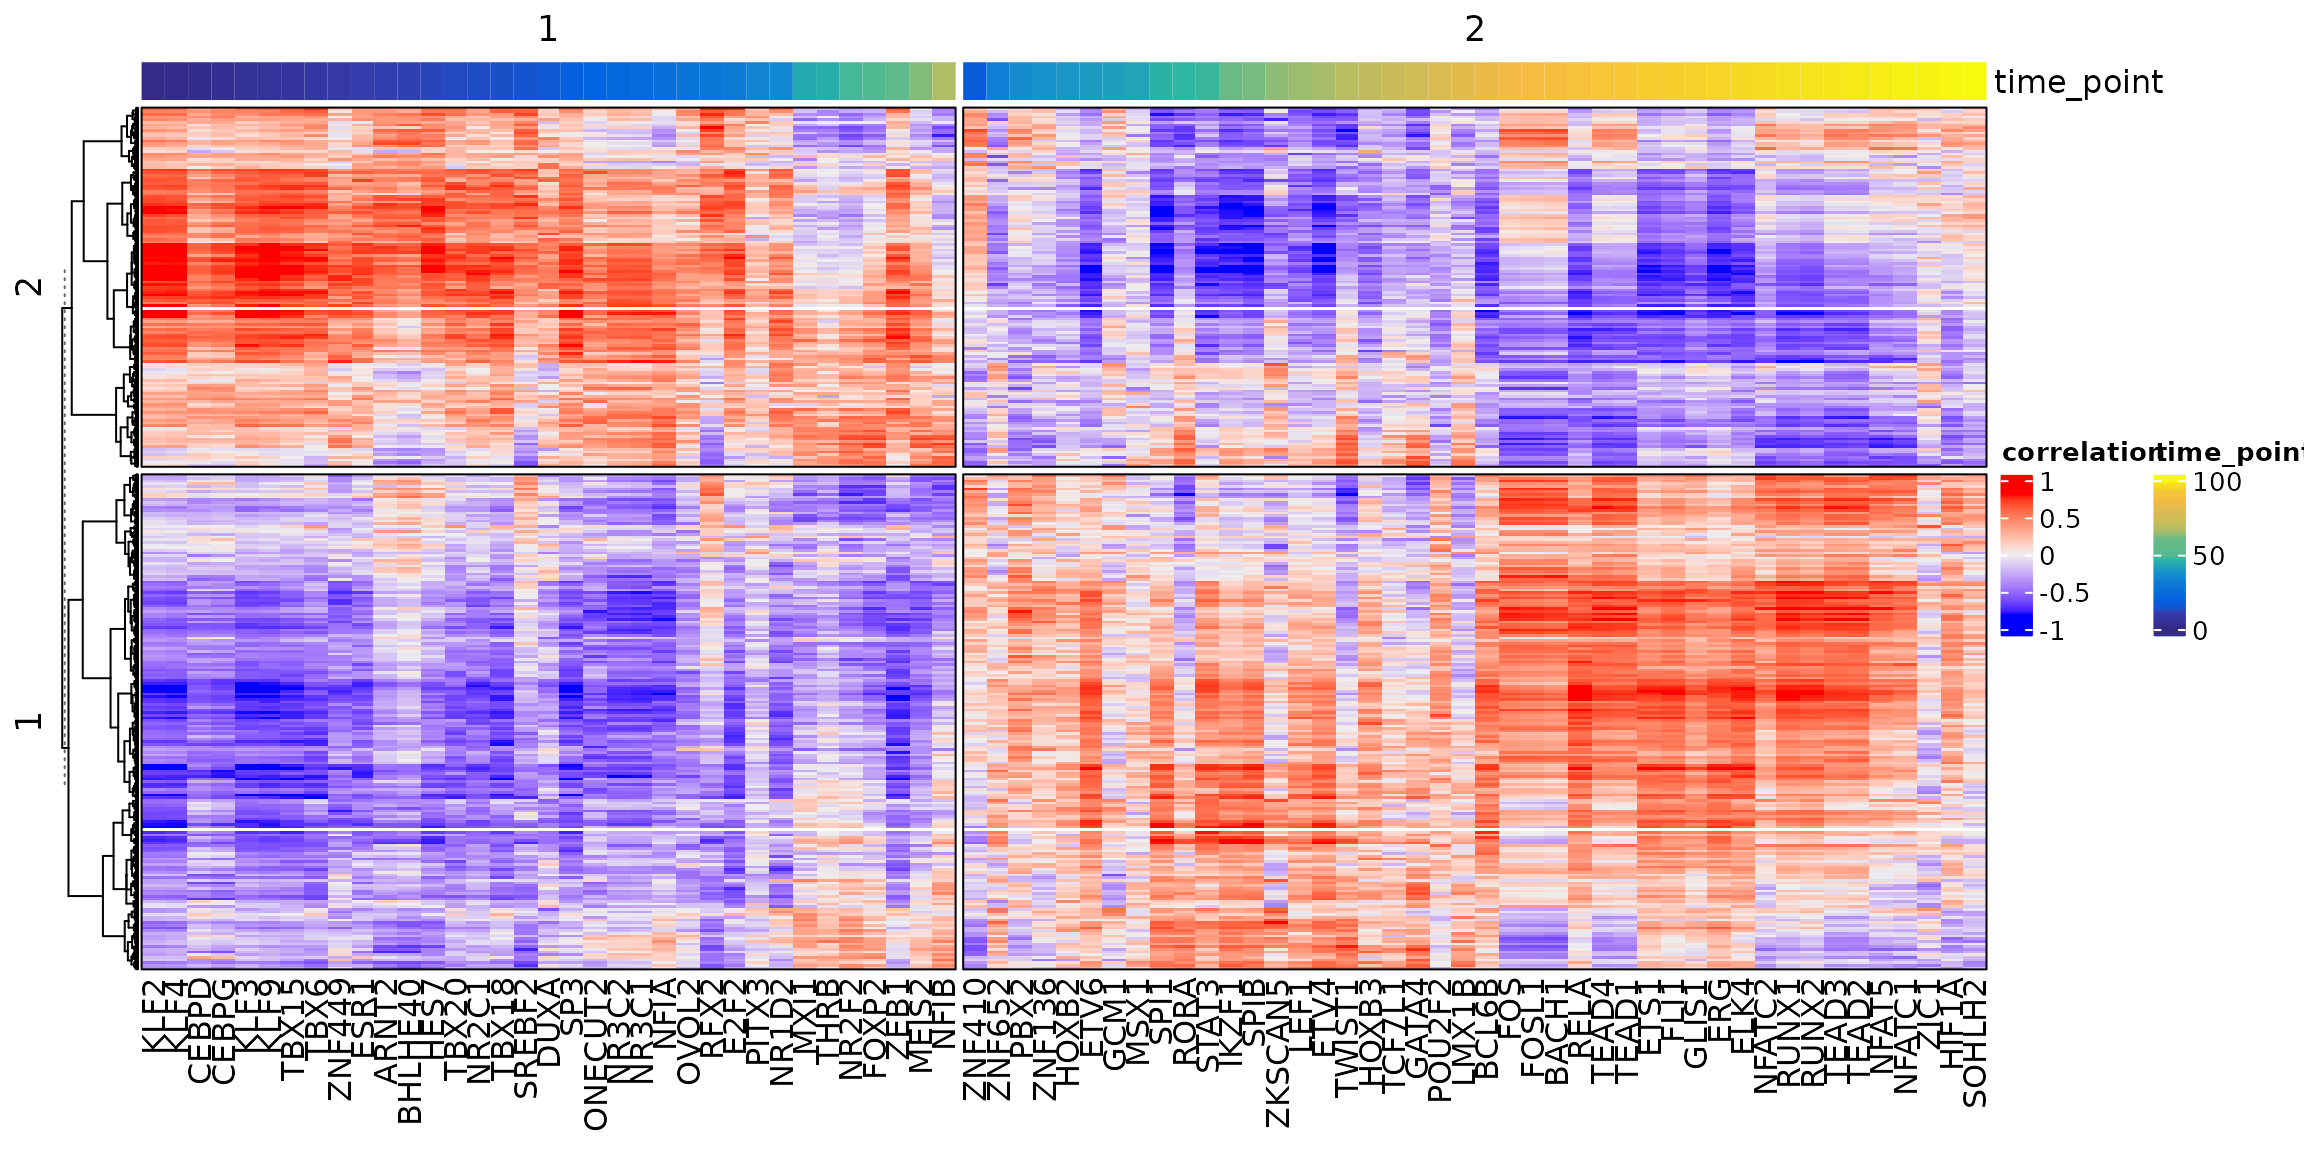 1
2
time_point
2
1
correlation
1
0.5
0
-0.5
-1
time_point
100
50
0
KLF2
KLF4
CEBPD
CEBPG
KLF3
KLF9
TBX15
TBX6
ZNF449
ESR1
ARNT2
BHLHE40
HES7
TBX20
NR2C1
TBX18
SREBF2
DUXA
SP3
ONECUT2
NR3C2
NR3C1
NFIA
OVOL2
RFX2
E2F2
PITX3
NR1D2
MXI1
THRB
NR2F2
FOXP2
ZEB1
MEIS2
NFIB
ZNF410
ZNF652
PBX2
ZNF136
HOXB2
ETV6
GCM1
MSX1
SPI1
RORA
STAT3
IKZF1
SPIB
ZKSCAN5
LEF1
ETV4
TWIST1
HOXB3
TCF7L1
GATA4
POU2F2
LMX1B
BCL6B
FOS
FOSL1
BACH1
RELA
TEAD4
TEAD1
ETS1
FLI1
GLIS1
ERG
ELK4
NFATC2
RUNX1
RUNX2
TEAD3
TEAD2
NFAT5
NFATC1
ZIC1
HIF1A
SOHLH2